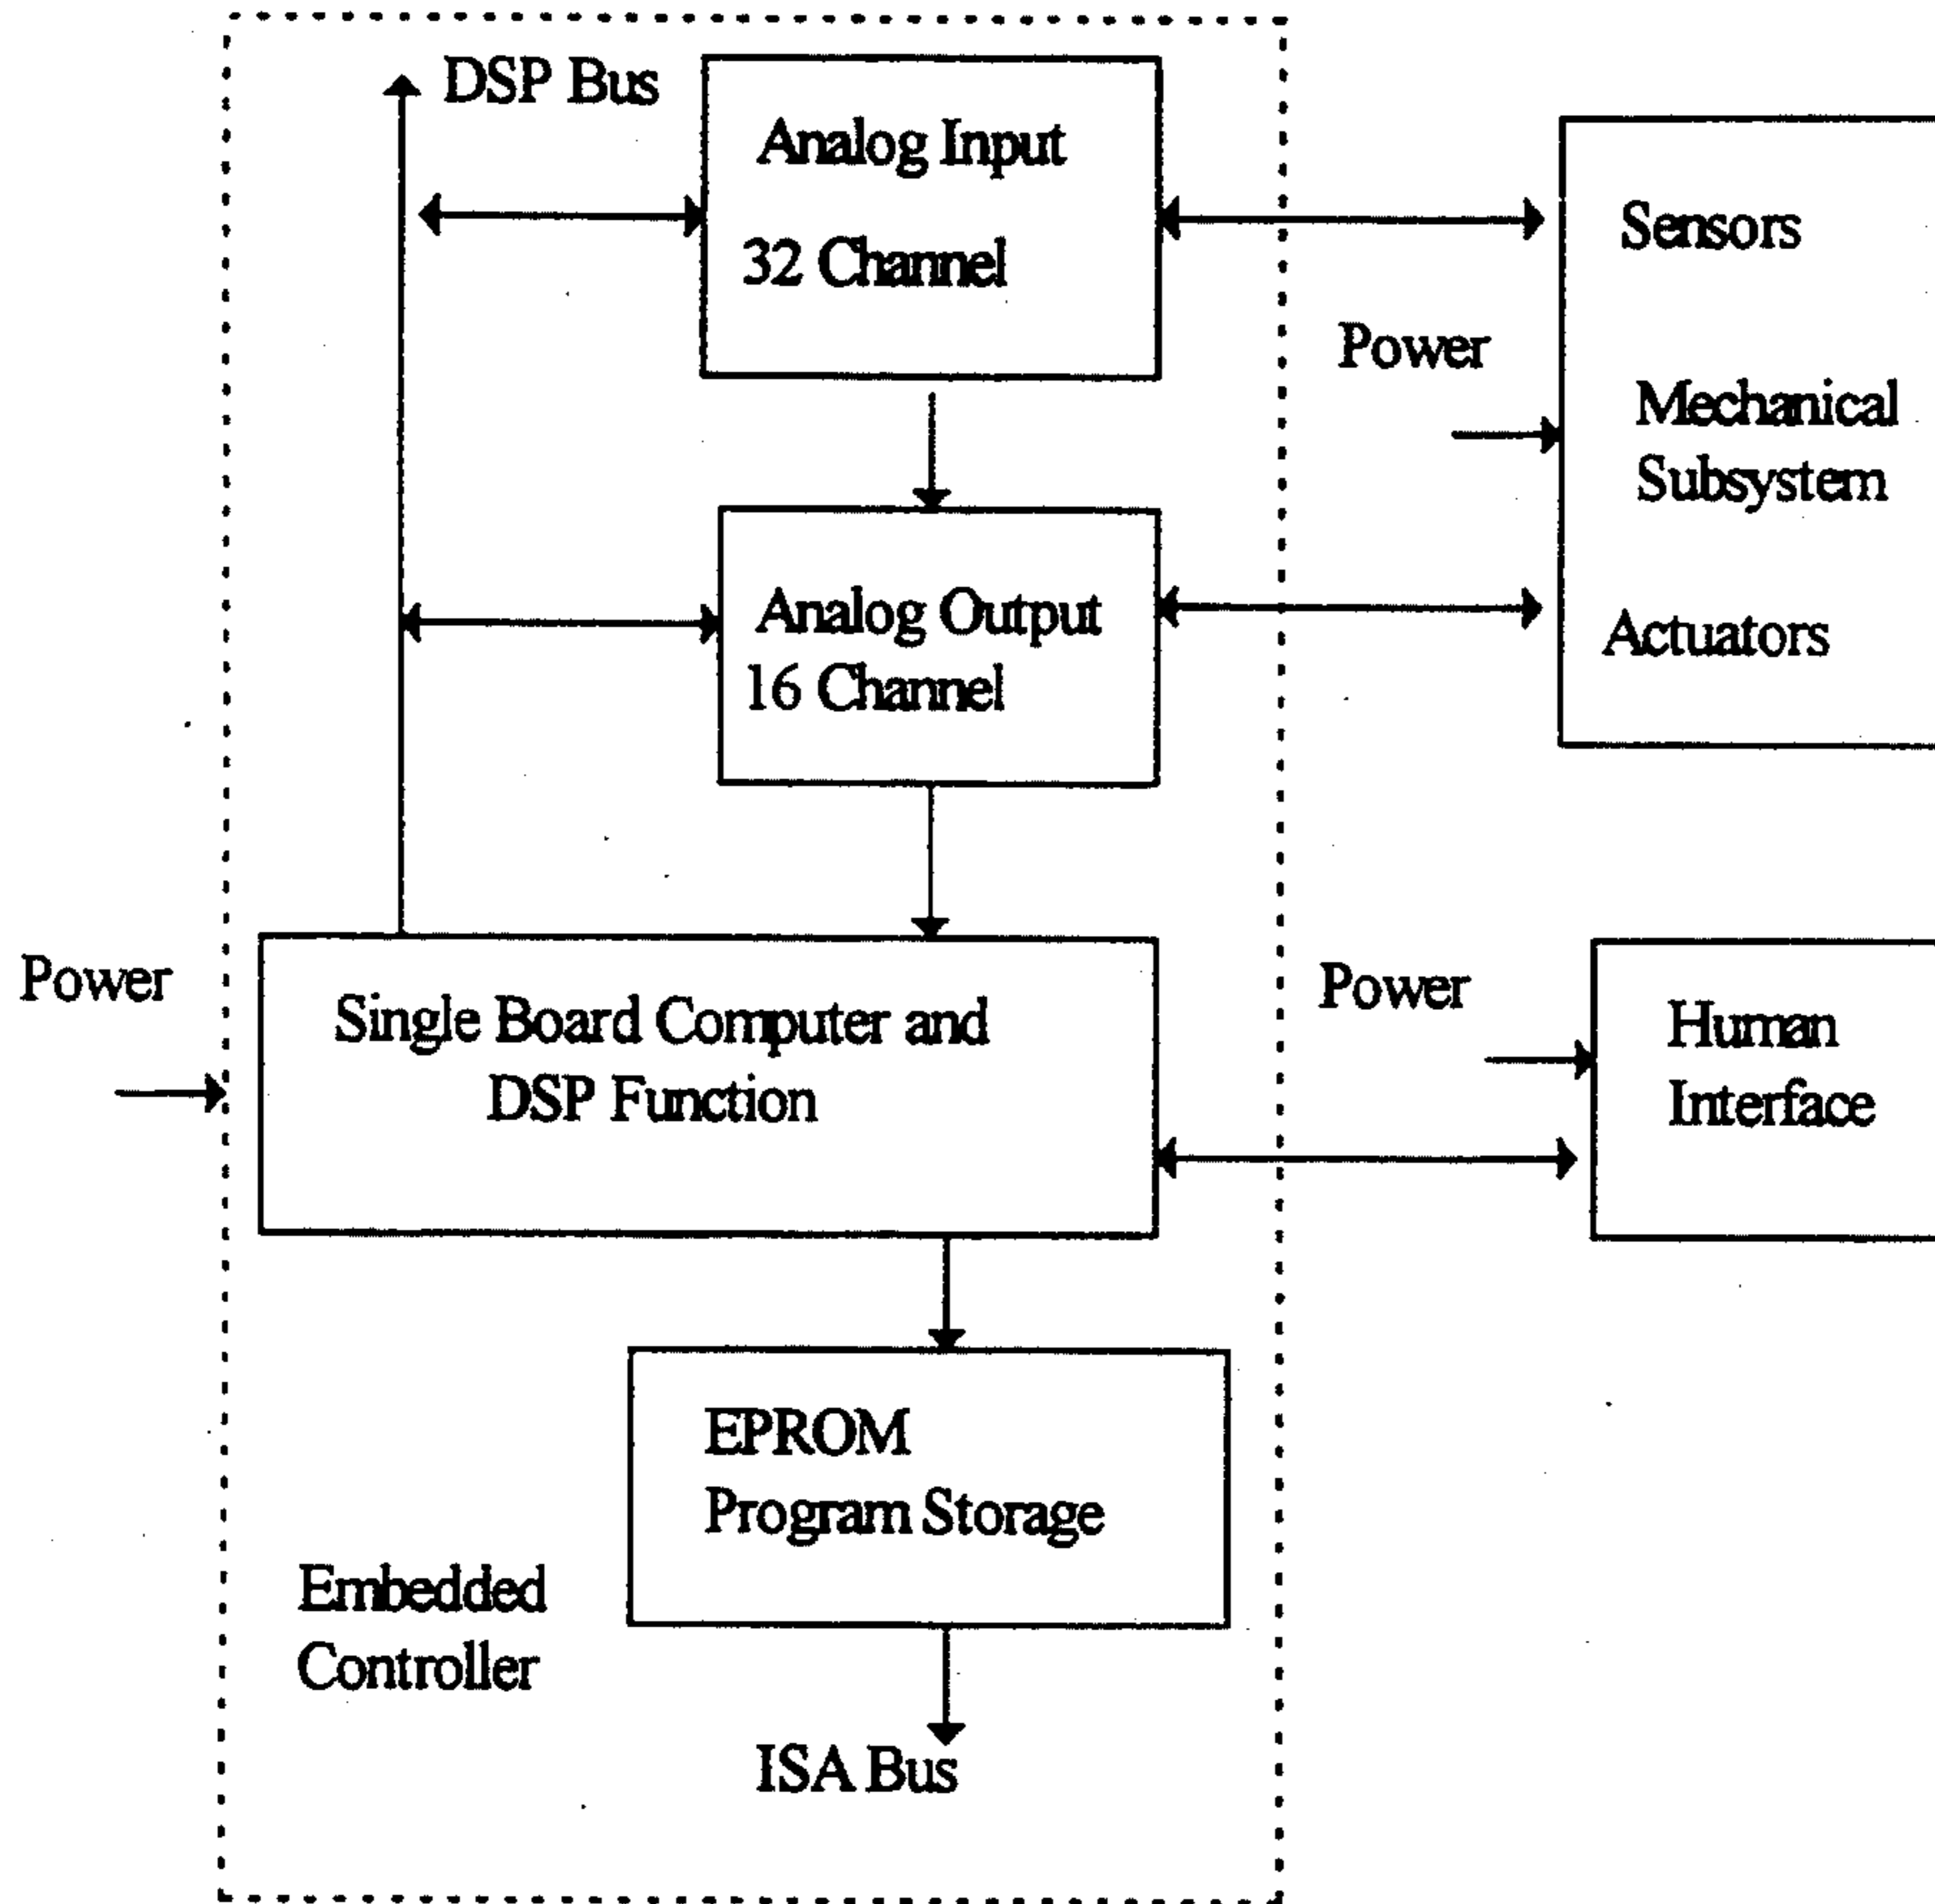 DSP Bus
Analog Input
32 Channel
Sensors
Power
Mechanical
Subsystem
Analog Output
16 Channel
Actuators
Power
Single Board Computer and
DSP Function
Power
Human
Interface
EPROM
Program Storage
Embedded
Controller
ISA Bus